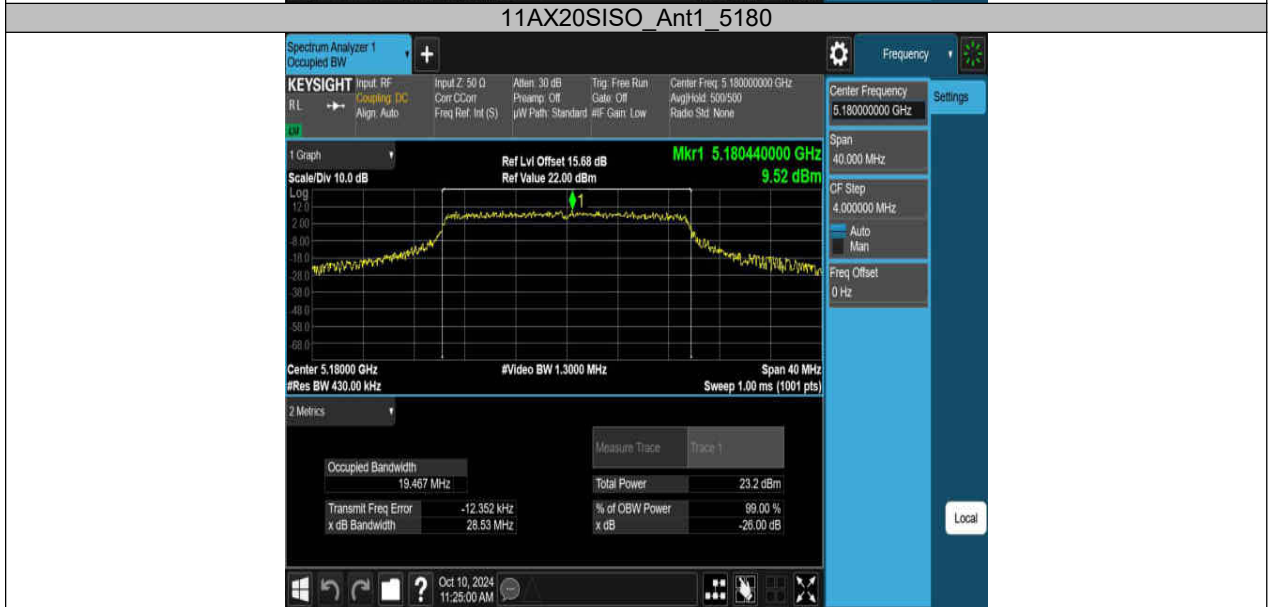 11AX20SISO_Ant1_5180
Spectrum Analyzer 1
Occupied BW
+
Frequency
KEYSIGHT
RL
LM
Input: RF
Coupling: DC
Align: Auto
Input Z: 50 Ω
Corr CCorr
Freq Ref: Int (S)
Atten: 30 dB
Preamp: Off
µW Path: Standard
Trig: Free Run
Gate: Off
#IF Gain: Low
Center Freq: 5.180000000 GHz
Avg|Hold: 500/500
Radio Std: None
Center Frequency
5.180000000 GHz
Settings
Span
40.000 MHz
CF Step
4.000000 MHz
Auto
Man
Freq Offset
0 Hz
Local
1 Graph
Scale/Div 10.0 dB
Ref Lvl Offset 15.68 dB
Ref Value 22.00 dBm
Mkr1 5.180440000 GHz
9.52 dBm
Log
12.0
2.00
-8.00
-18.0
-28.0
-38.0
-48.0
-58.0
-68.0
1
Center 5.18000 GHz
#Res BW 430.00 kHz
#Video BW 1.3000 MHz
Span 40 MHz
Sweep 1.00 ms (1001 pts)
2 Metrics
Measure Trace Trace 1
Occupied Bandwidth
19.467 MHz
Total Power 23.2 dBm
Transmit Freq Error -12.352 kHz
% of OBW Power 99.00 %
x dB Bandwidth 28.53 MHz
x dB -26.00 dB
?
Oct 10, 2024
11:25:00 AM